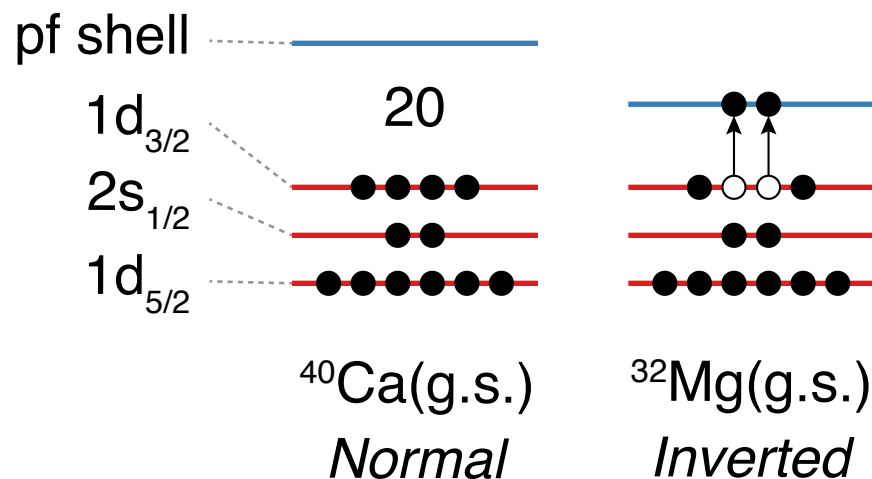 pf shell
20
1d3/2
2s1/2
1d5/2
40Ca(g.s.)
Normal
32Mg(g.s.)
Inverted